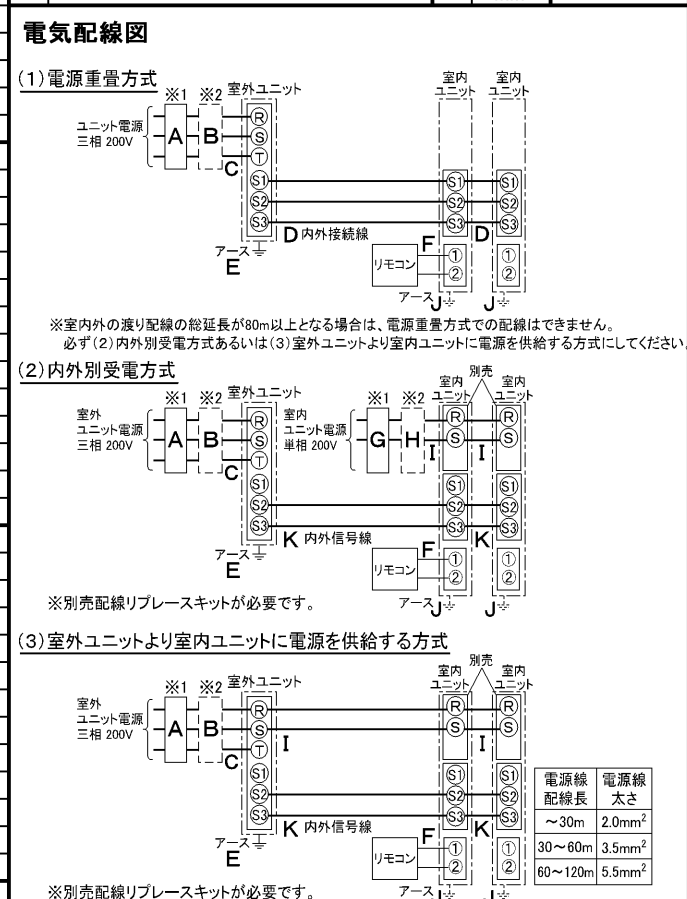 電気配線図
(1)電源重畳方式
※1 ※2 室外ユニット
室内 室内
ユニット ユニット
ユニット電源
三相 200V
A B C
R
S
T
S1 S1 S1
S2 S2 S2
S3 S3 S3
D 内外接続線 D
アース
E
リモコン F ① ①
② ②
アース J J
※室内外の渡り配線の総延長が80m以上となる場合は、電源重畳方式での配線はできません。
必ず(2)内外別受電方式あるいは(3)室外ユニットより室内ユニットに電源を供給する方式にしてください。
(2)内外別受電方式
※1 ※2 室外ユニット ※1 ※2 室内 別売 室内
ユニット ユニット
室外
ユニット電源
三相 200V
A B C
R
S
T
S1
S2
S3
室内
ユニット電源
単相 200V
G H I I
R R
S S
S1 S1
S2 S2
S3 S3
K 内外信号線 K
アース
E
リモコン F ① ①
② ②
アース J J
※別売配線リプレースキットが必要です。
(3)室外ユニットより室内ユニットに電源を供給する方式
※1 ※2 室外ユニット 室内 別売 室内
ユニット ユニット
室外
ユニット電源
三相 200V
A B C
R R R
S S S
T I I
S1 S1 S1
S2 S2 S2
S3 S3 S3
K 内外信号線 K
アース
E
リモコン F ① ①
② ②
アース J J
電源線 電源線
配線長 太さ
～30m 2.0mm²
30～60m 3.5mm²
60～120m 5.5mm²
※別売配線リプレースキットが必要です。